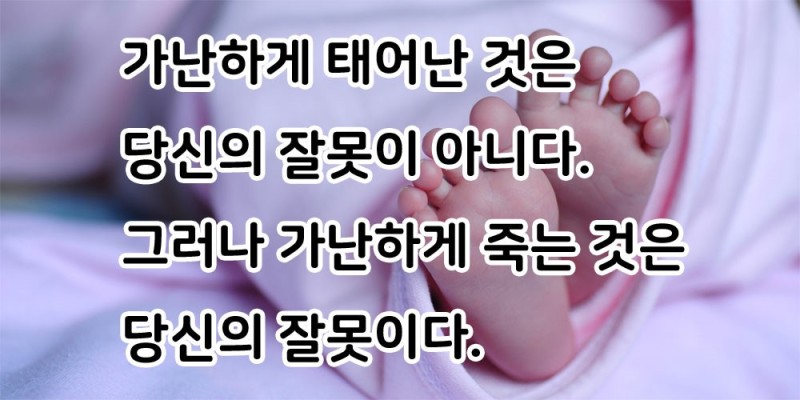 가난하게 태어난 것은
당신의 잘못이 아니다.
그러나 가난하게 죽는 것은
당신의 잘못이다.